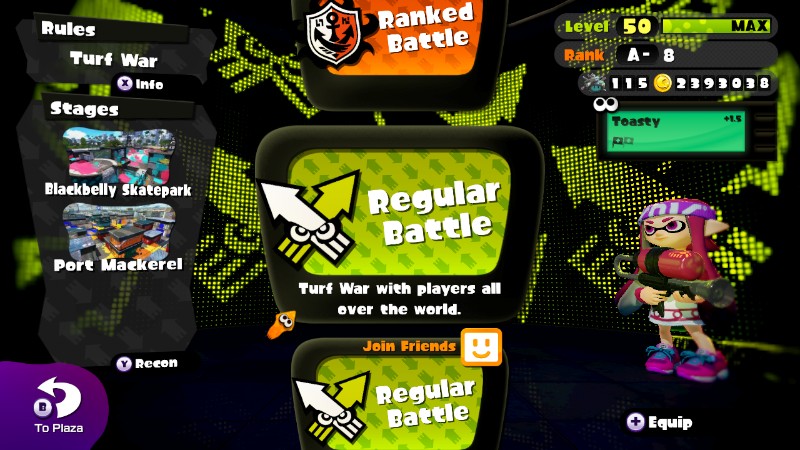 Rules
Turf War
X Info
Stages
Blackbelly Skatepark
Port Mackerel
Y Recon
B
To Plaza
Ranked
Battle
Regular
Battle
Turf War with players all
over the world.
Join Friends
Regular
Battle
Level 50 MAX
Rank A- 8
115 2393038
Toasty +1.5
+ Equip